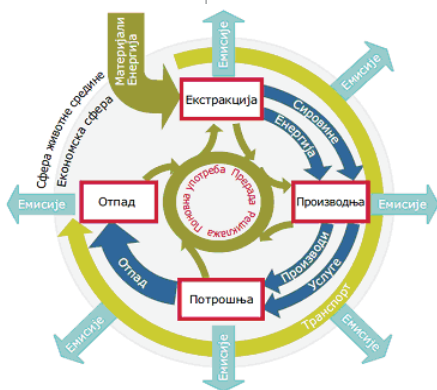 Материјали
Енергија
Емисије
Емисије
Сфера животне средине
Економска сфера
Екстракција
Сировине
Енергија
Поновна употреба Прерада Рециклажа
Емисије
Отпад
Производња
Емисије
Отпад
Производи
Услуге
Потрошња
Транспорт
Емисије
Емисије
Емисије